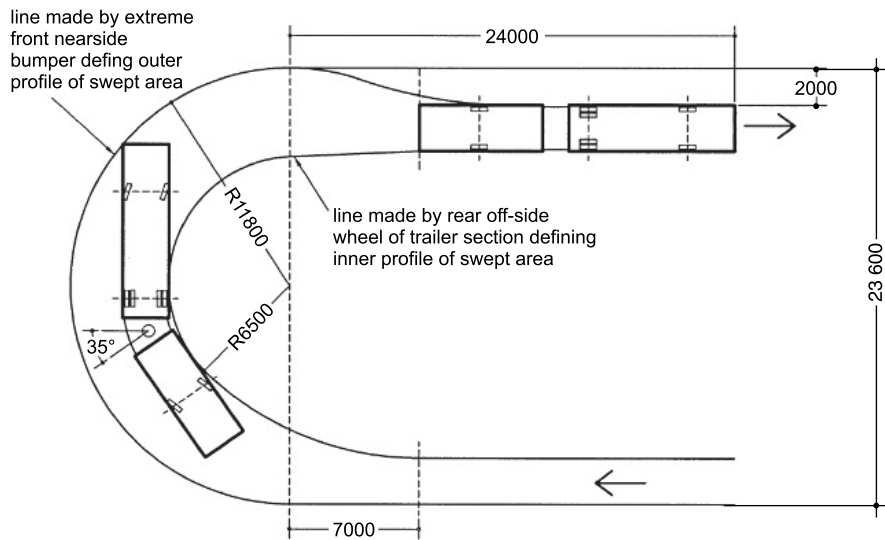 line made by extreme
front nearside
bumper defing outer
profile of swept area
24000
2000
R11800
line made by rear off-side
wheel of trailer section defining
inner profile of swept area
23 600
R6500
35°
7000